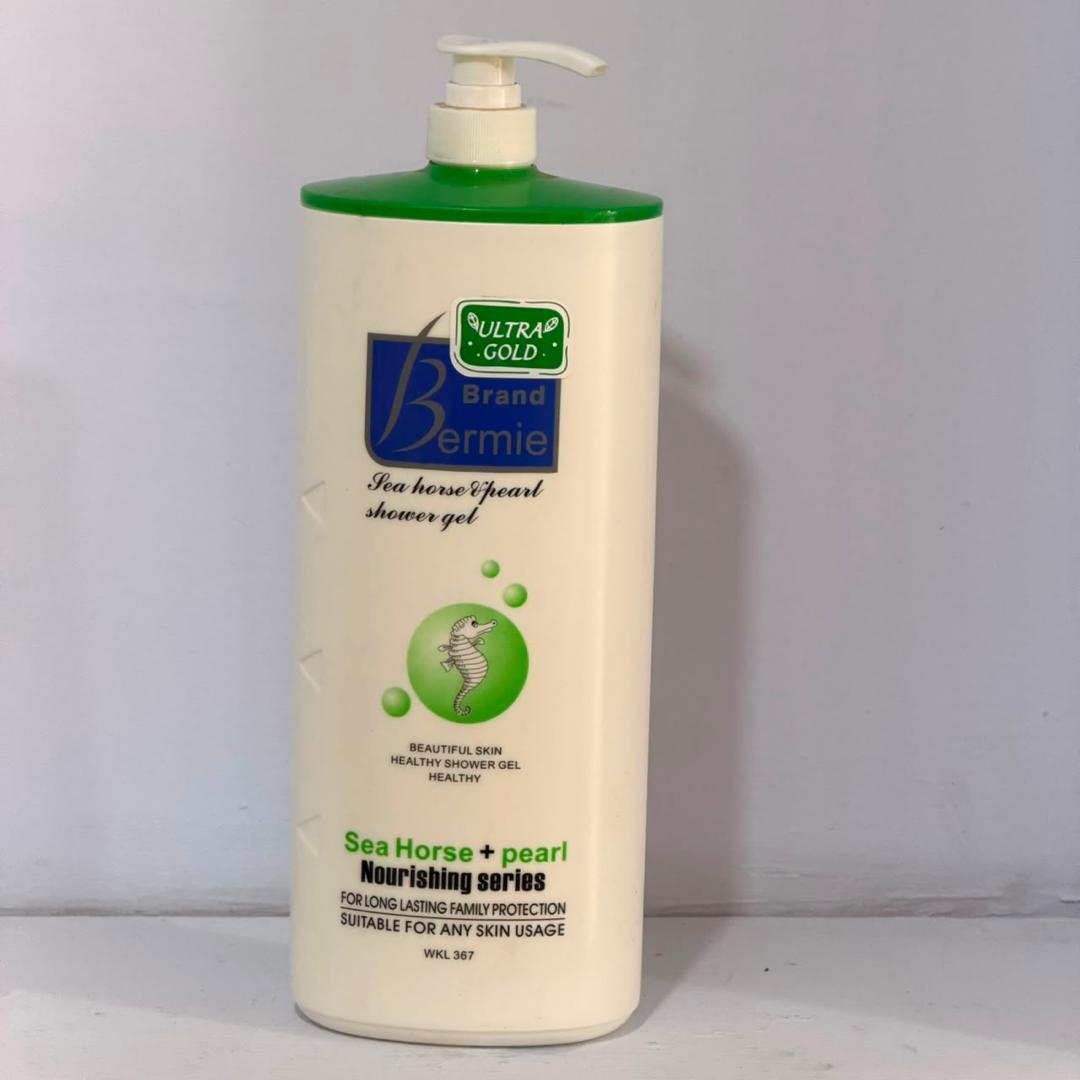 ULTRA
GOLD
Brand
Bermie
Sea horse & pearl
shower gel
BEAUTIFUL SKIN
HEALTHY SHOWER GEL
HEALTHY
Sea Horse + pearl
Nourishing series
FOR LONG LASTING FAMILY PROTECTION
SUITABLE FOR ANY SKIN USAGE
WKL 367